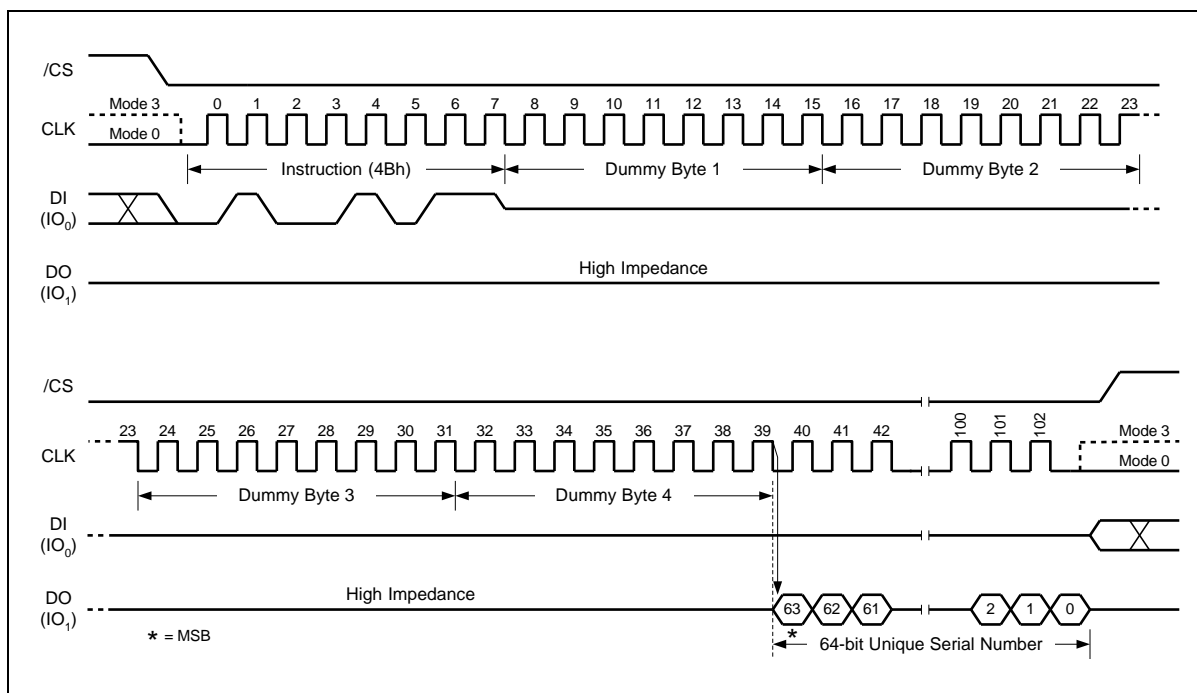 /CS
Mode 3
0 1 2 3 4 5 6 7 8 9 10 11 12 13 14 15 16 17 18 19 20 21 22 23
CLK
Mode 0
Instruction (4Bh)
Dummy Byte 1
Dummy Byte 2
DI
(IO0)
High Impedance
DO
(IO1)
/CS
23 24 25 26 27 28 29 30 31 32 33 34 35 36 37 38 39 40 41 42 100 101 102
Mode 3
CLK
Mode 0
Dummy Byte 3
Dummy Byte 4
DI
(IO0)
High Impedance
DO
(IO1)
63 62 61 2 1 0
* = MSB
*
64-bit Unique Serial Number